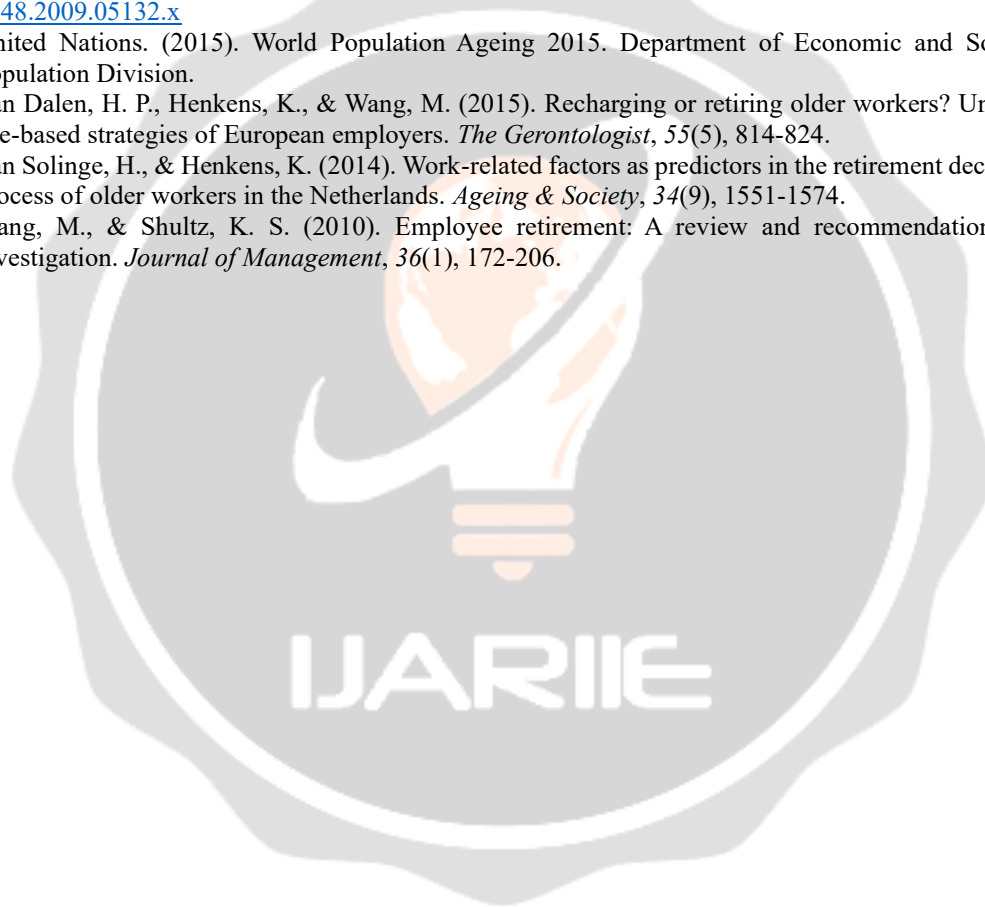 48.2009.05132.x
nited Nations. (2015). World Population Ageing 2015. Department of Economic and So
opulation Division.
an Dalen, H. P., Henkens, K., & Wang, M. (2015). Recharging or retiring older workers? Un
e-based strategies of European employers. The Gerontologist, 55(5), 814-824.
an Solinge, H., & Henkens, K. (2014). Work-related factors as predictors in the retirement dec
ocess of older workers in the Netherlands. Ageing & Society, 34(9), 1551-1574.
ang, M., & Shultz, K. S. (2010). Employee retirement: A review and recommendation
vestigation. Journal of Management, 36(1), 172-206.
IJARIIE